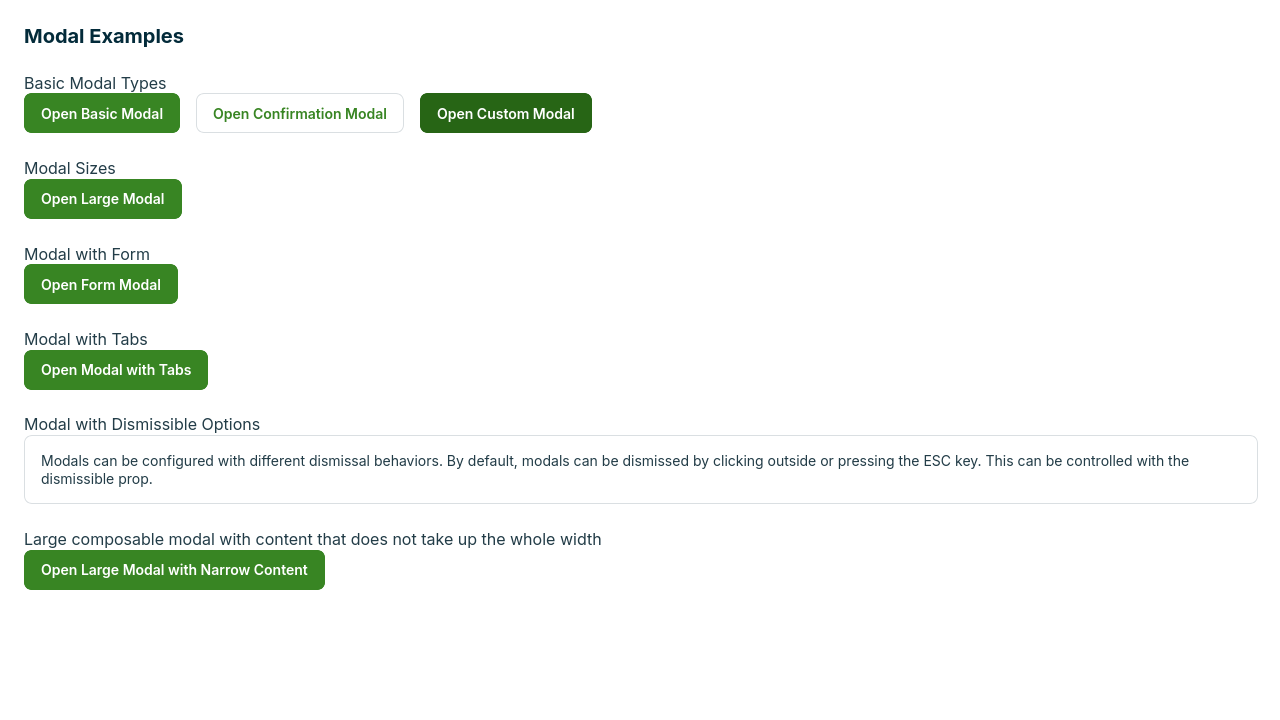 Modal Examples
Basic Modal Types
Open Basic Modal
Open Confirmation Modal
Open Custom Modal
Modal Sizes
Open Large Modal
Modal with Form
Open Form Modal
Modal with Tabs
Open Modal with Tabs
Modal with Dismissible Options
Modals can be configured with different dismissal behaviors. By default, modals can be dismissed by clicking outside or pressing the ESC key. This can be controlled with the
dismissible prop.
Large composable modal with content that does not take up the whole width
Open Large Modal with Narrow Content